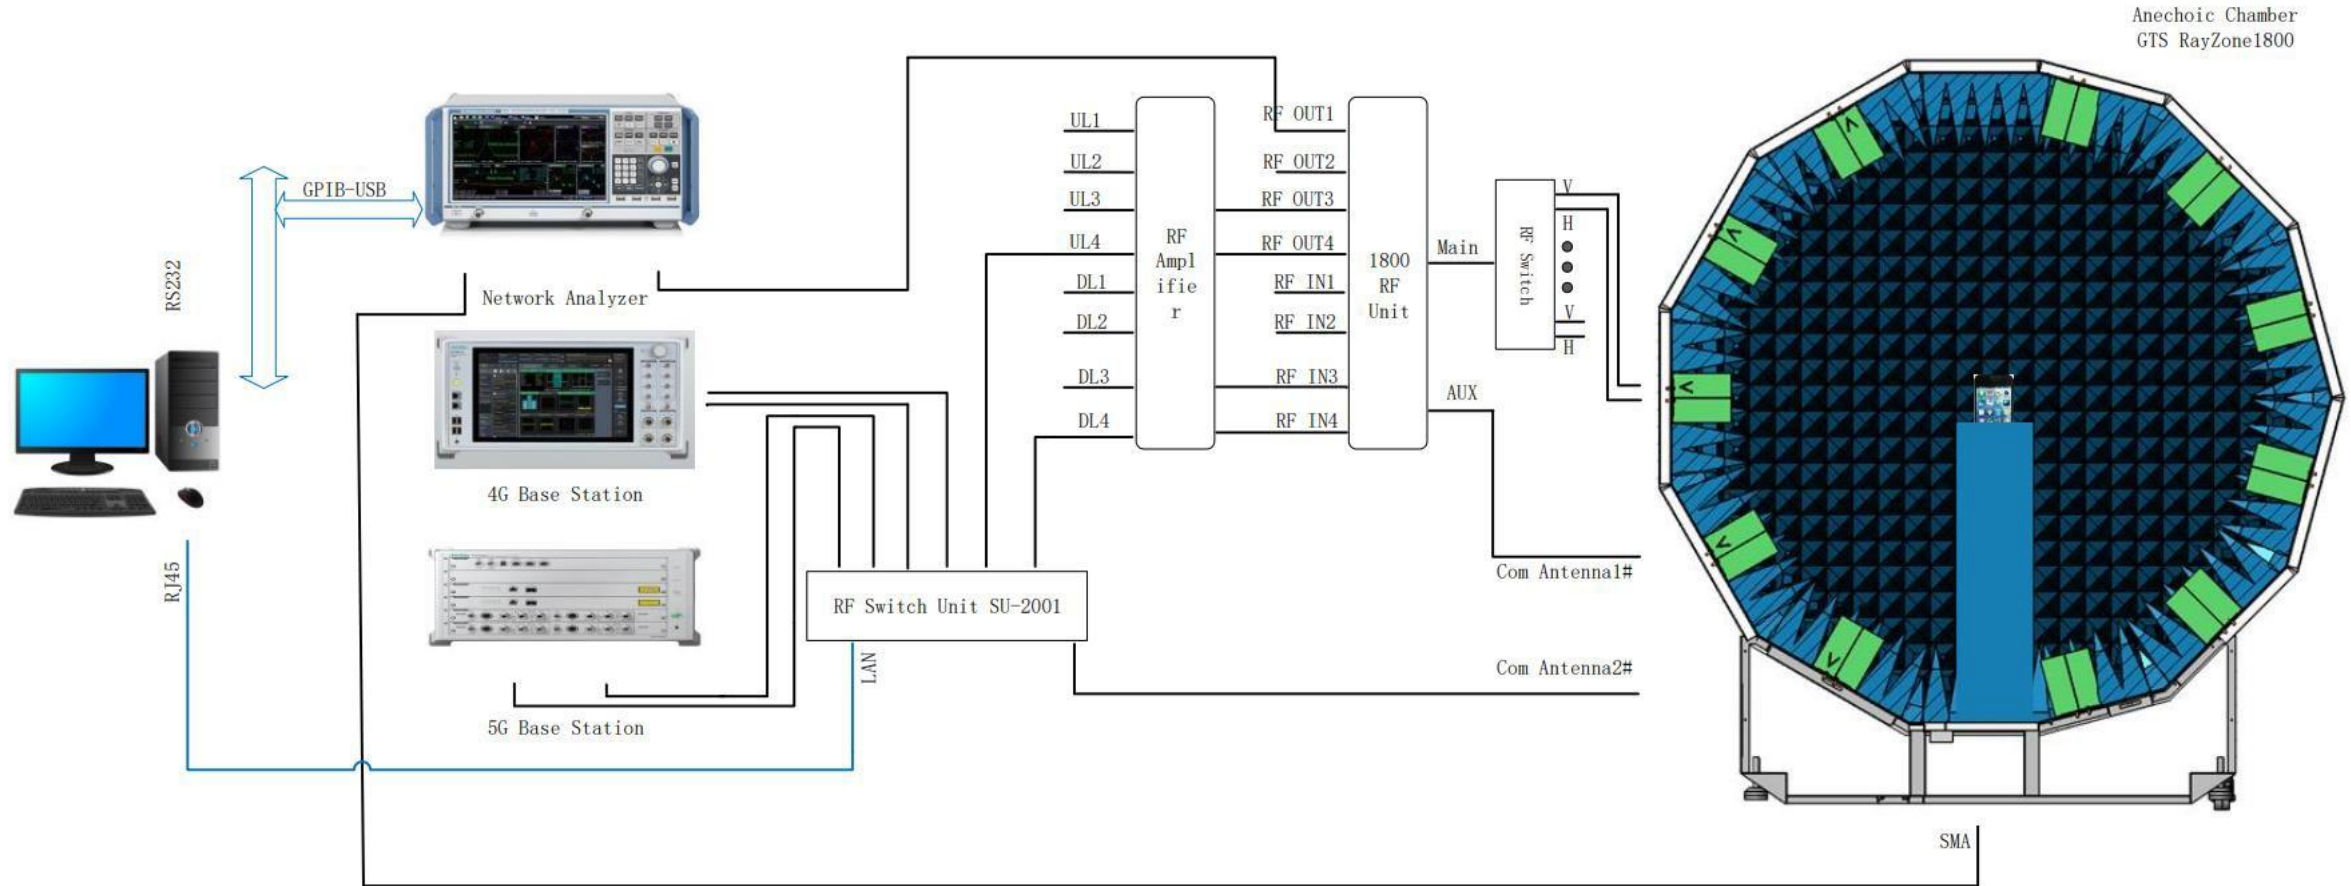 Anechoic Chamber
GTS RayZone1800
GPIB-USB
RS232
Network Analyzer
4G Base Station
RJ45
5G Base Station
LAN
RF Switch Unit SU-2001
UL1
UL2
UL3
UL4
DL1
DL2
DL3
DL4
RF
Ampl
ifie
r
RF OUT1
RF OUT2
RF OUT3
RF OUT4
RF IN1
RF IN2
RF IN3
RF IN4
1800
RF
Unit
Main
AUX
RF Switch
V
H
V
H
Com Antenna1#
Com Antenna2#
V
V
V
V
V
SMA